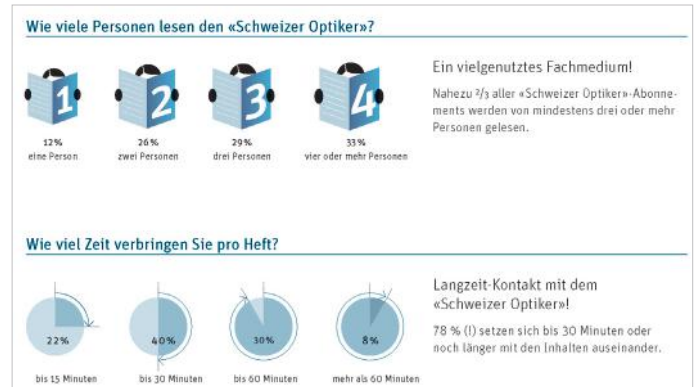 Wie viele Personen lesen den «Schweizer Optiker»?
1 2 3 4
12% 26% 29% 33%
eine Person zwei Personen drei Personen vier oder mehr Personen
Ein vielgenutztes Fachmedium!
Nahezu 2/3 aller «Schweizer Optiker»-Abonne-
ments werden von mindestens drei oder mehr
Personen gelesen.
Wie viel Zeit verbringen Sie pro Heft?
22% 40% 30% 8%
bis 15 Minuten bis 30 Minuten bis 60 Minuten mehr als 60 Minuten
Langzeit-Kontakt mit dem
«Schweizer Optiker»!
78 % (!) setzen sich bis 30 Minuten oder
noch länger mit den Inhalten auseinander.